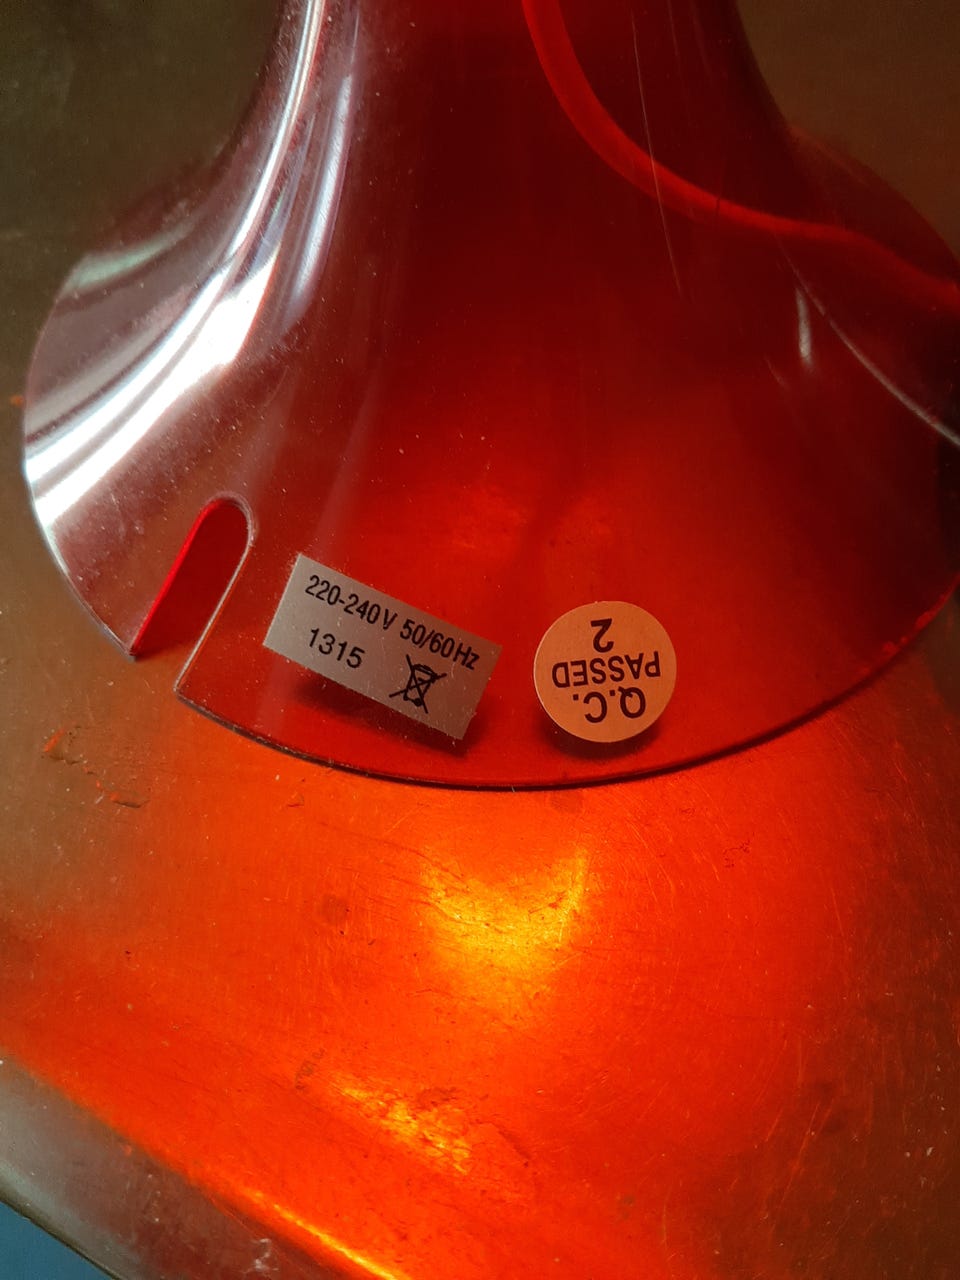 220-240V 50/60Hz
1315
Q.C.
PASSED
2